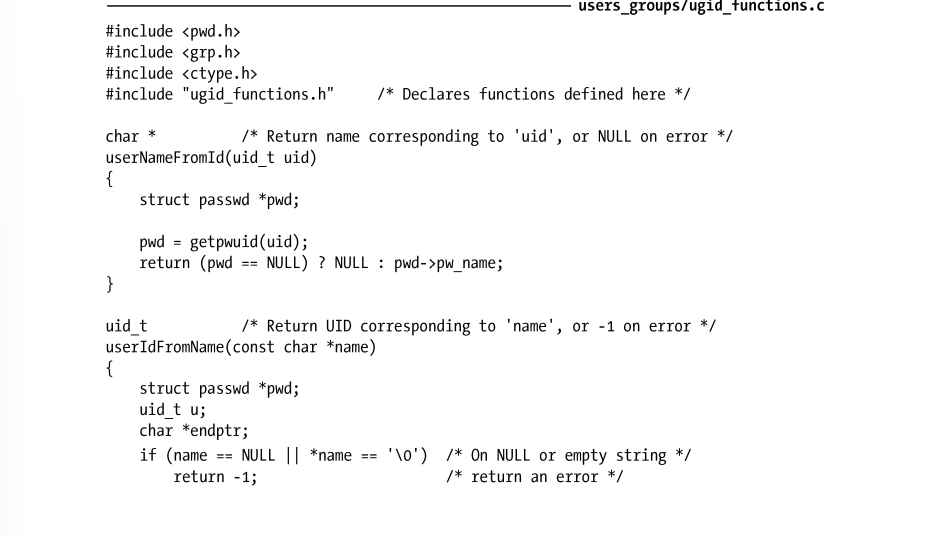 users_groups/ugid_functions.c
#include <pwd.h>
#include <grp.h>
#include <ctype.h>
#include "ugid_functions.h"     /* Declares functions defined here */

char *          /* Return name corresponding to 'uid', or NULL on error */
userNameFromId(uid_t uid)
{
    struct passwd *pwd;

    pwd = getpwuid(uid);
    return (pwd == NULL) ? NULL : pwd->pw_name;
}

uid_t           /* Return UID corresponding to 'name', or -1 on error */
userIdFromName(const char *name)
{
    struct passwd *pwd;
    uid_t u;
    char *endptr;
    if (name == NULL || *name == '\0')  /* On NULL or empty string */
        return -1;                      /* return an error */